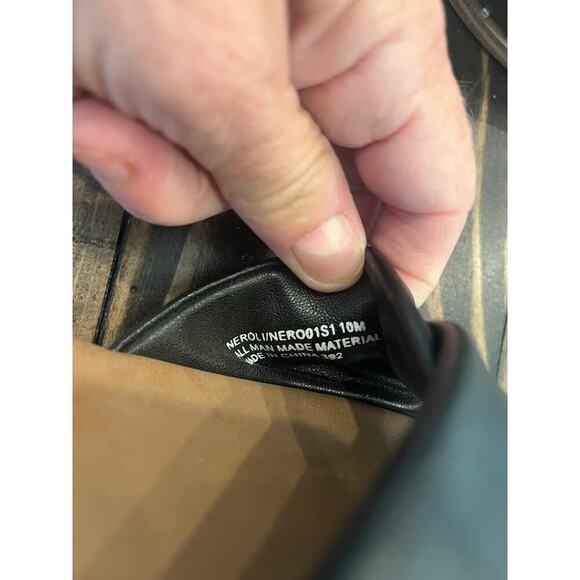 NEROLI/NERO01S1 10M
ALL MAN MADE MATERIAL
MADE IN CHINA 392